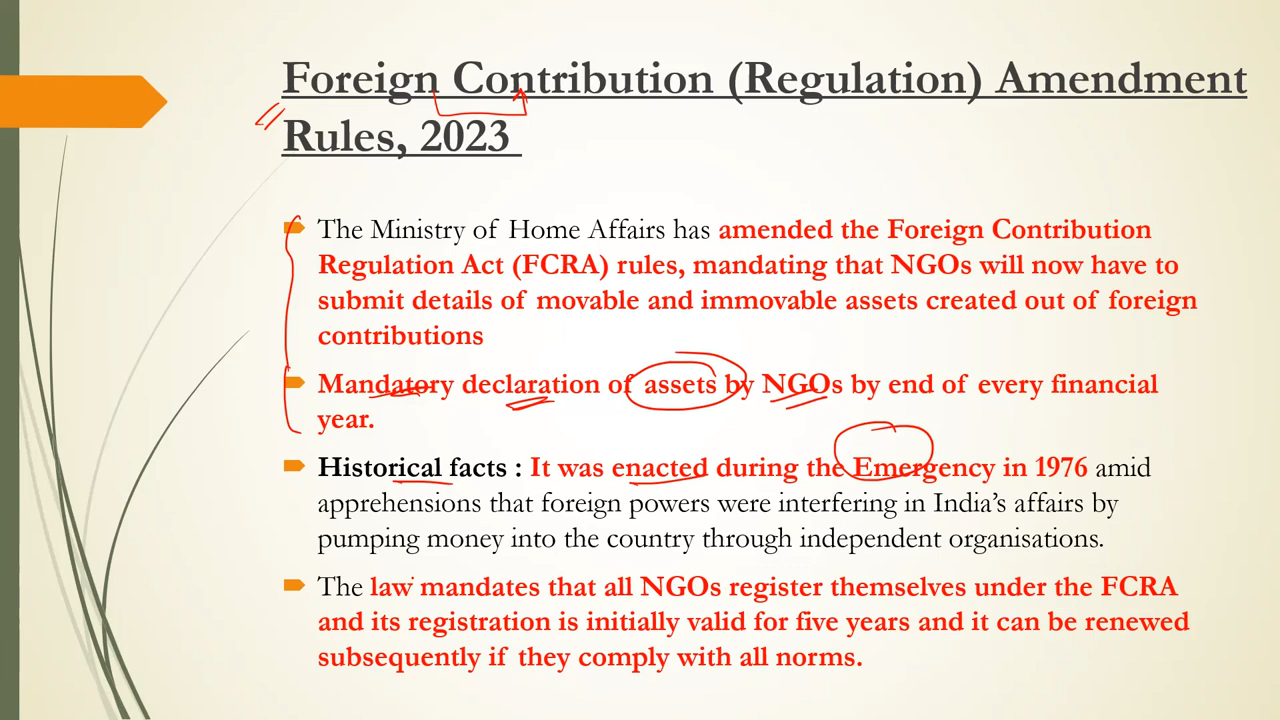 Foreign Contribution (Regulation) Amendment
Rules, 2023
The Ministry of Home Affairs has amended the Foreign Contribution
Regulation Act (FCRA) rules, mandating that NGOs will now have to
submit details of movable and immovable assets created out of foreign
contributions
Mandatory declaration of assets by NGOs by end of every financial
year.
Historical facts : It was enacted during the Emergency in 1976 amid
apprehensions that foreign powers were interfering in India’s affairs by
pumping money into the country through independent organisations.
The law mandates that all NGOs register themselves under the FCRA
and its registration is initially valid for five years and it can be renewed
subsequently if they comply with all norms.